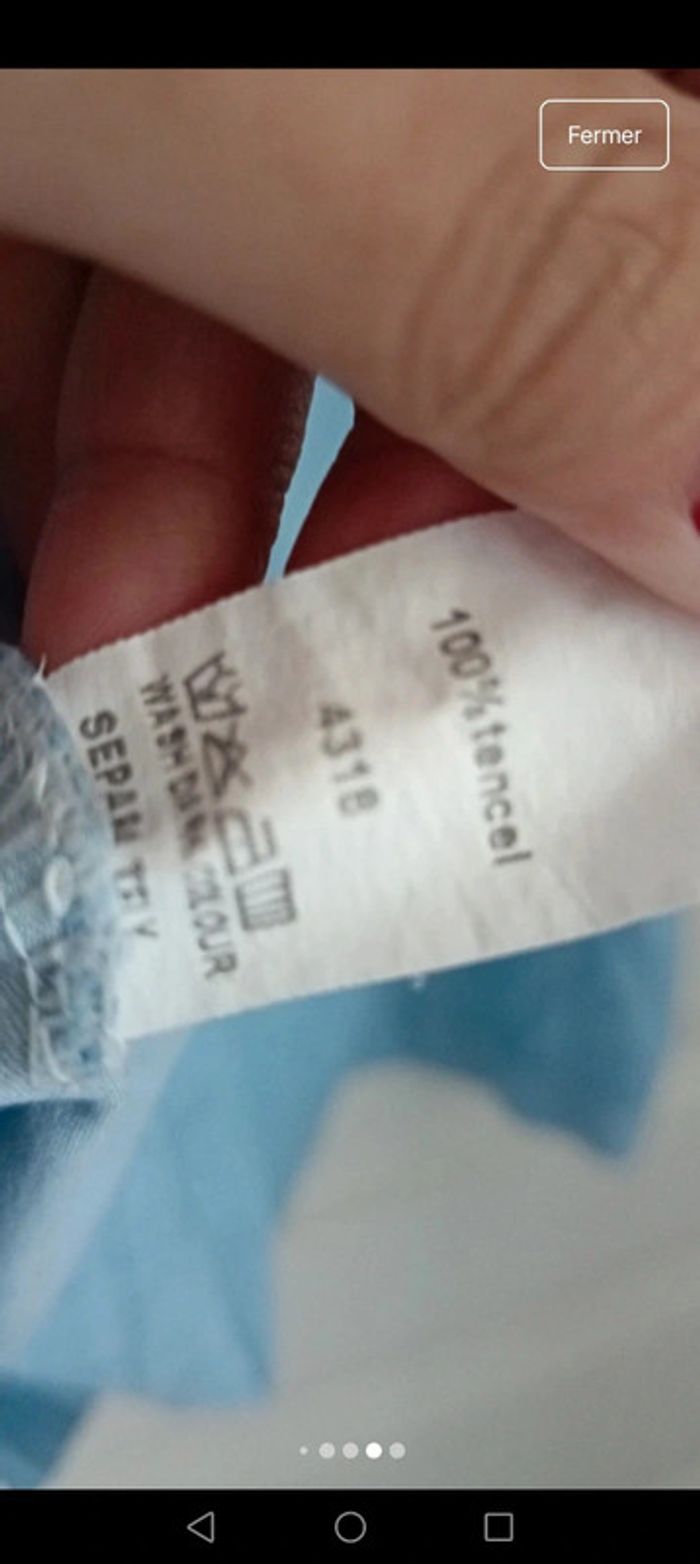 Fermer
100%tencel
4318
WASH DARK COLOUR
SEPARATELY